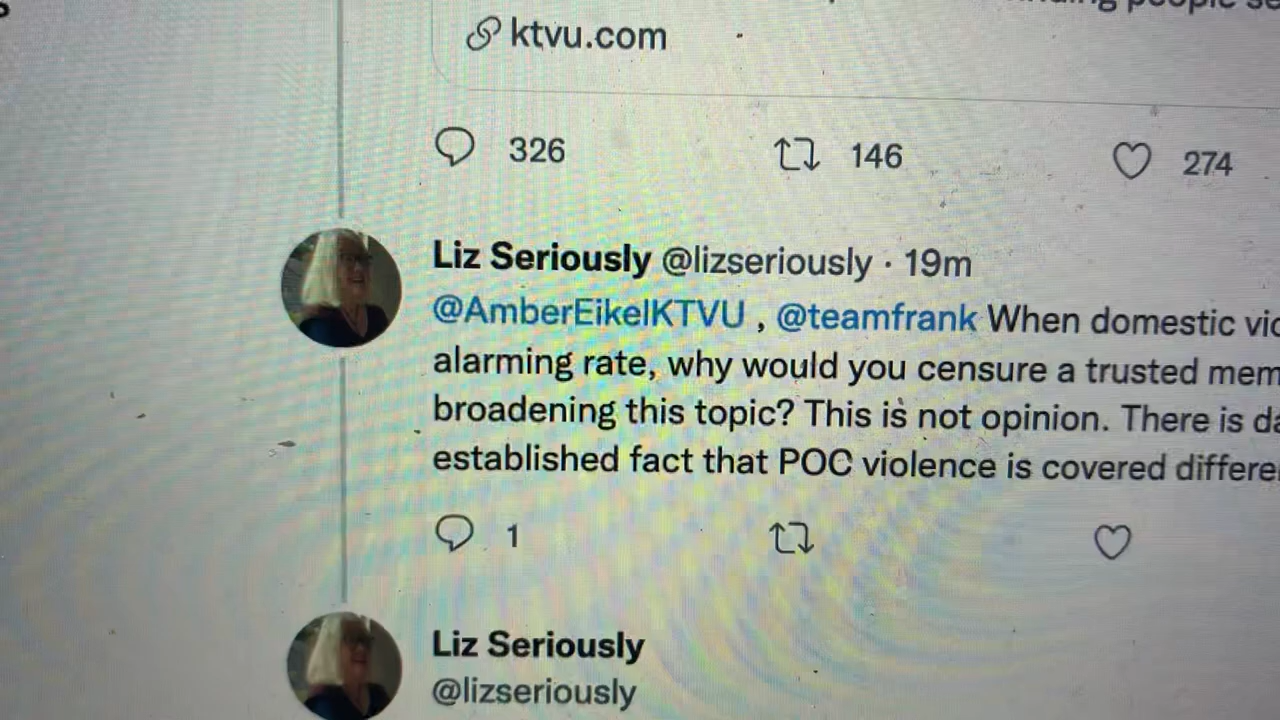 ktvu.com
326 146 274
Liz Seriously @lizseriously · 19m
@AmberEikelKTVU , @teamfrank When domestic vic
alarming rate, why would you censure a trusted mem
broadening this topic? This is not opinion. There is da
established fact that POC violence is covered differen
1
Liz Seriously
@lizseriously